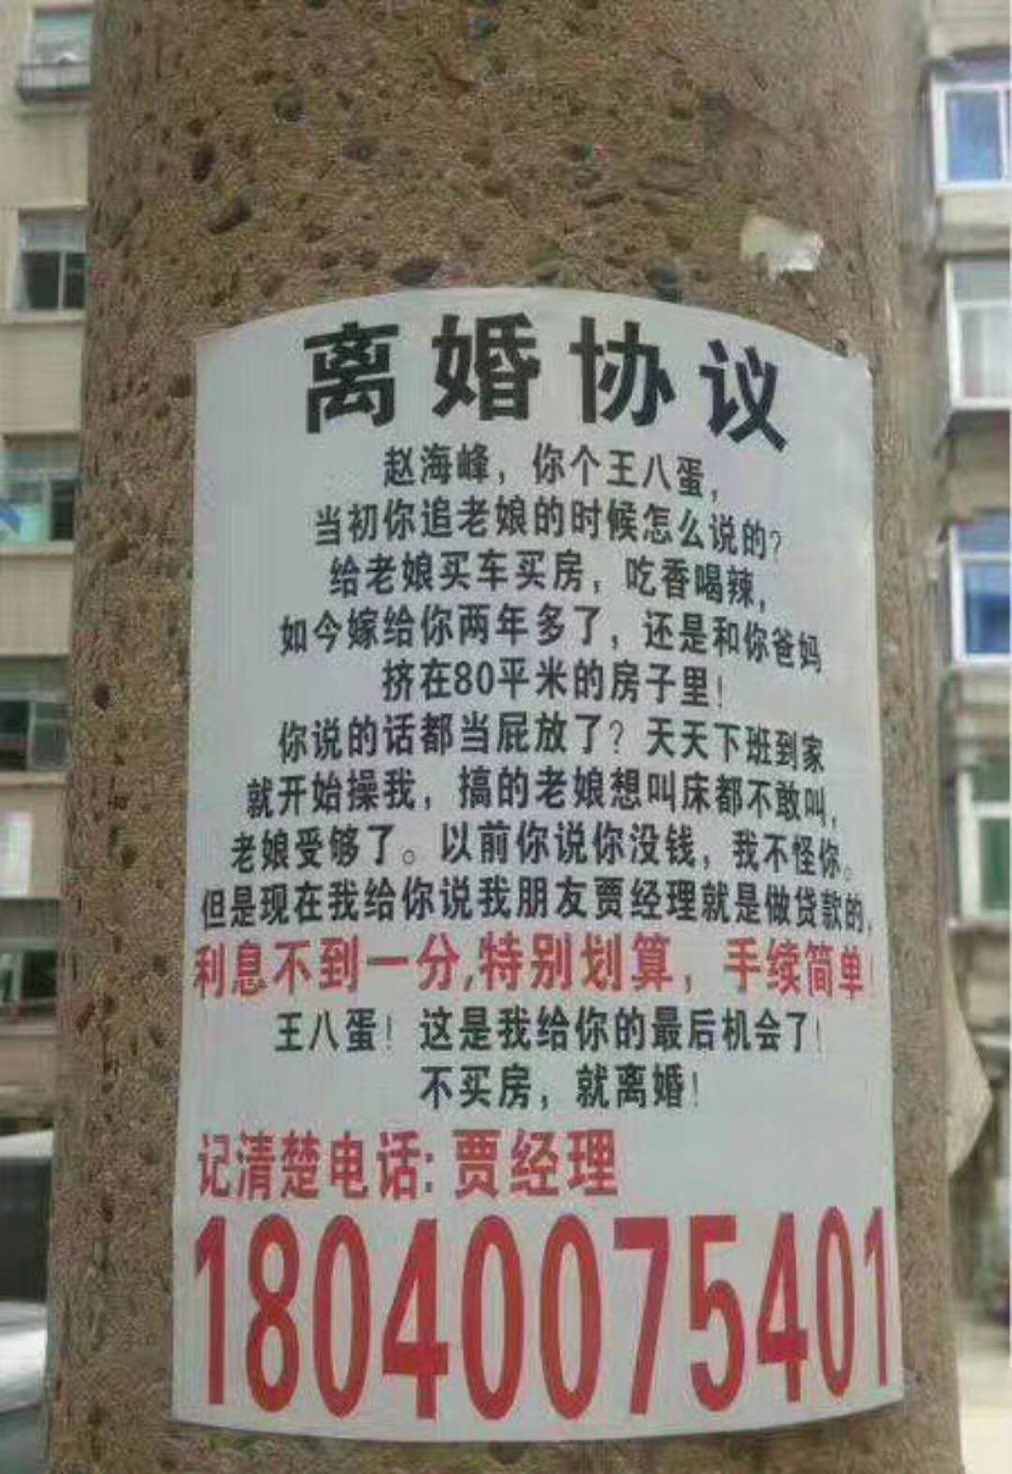 离婚协议
赵海峰，你个王八蛋，
当初你追老娘的时候怎么说的？
给老娘买车买房，吃香喝辣，
如今嫁给你两年多了，还是和你爸妈
挤在80平米的房子里！
你说的话都当屁放了？天天下班到家
就开始操我，搞的老娘想叫床都不敢叫，
老娘受够了。以前你说你没钱，我不怪你。
但是现在我给你说我朋友贾经理就是做贷款的，
利息不到一分,特别划算，手续简单！
王八蛋！这是我给你的最后机会了！
不买房，就离婚！
记清楚电话:贾经理
18040075401